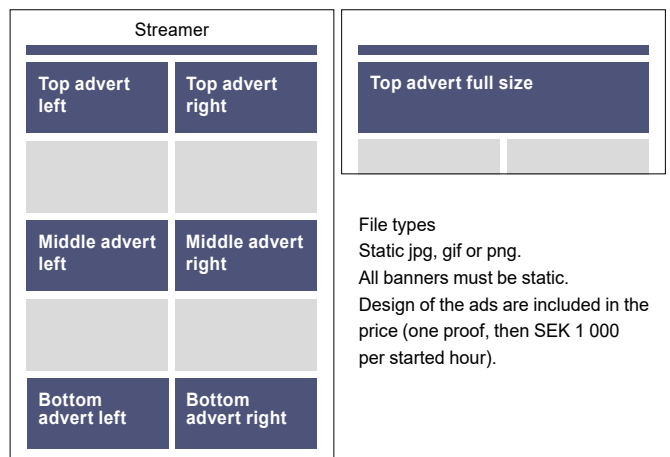 Streamer
Top advert
left
Top advert
right
Middle advert
left
Middle advert
right
Bottom
advert left
Bottom
advert right
Top advert full size
File types
Static jpg, gif or png.
All banners must be static.
Design of the ads are included in the
price (one proof, then SEK 1 000
per started hour).